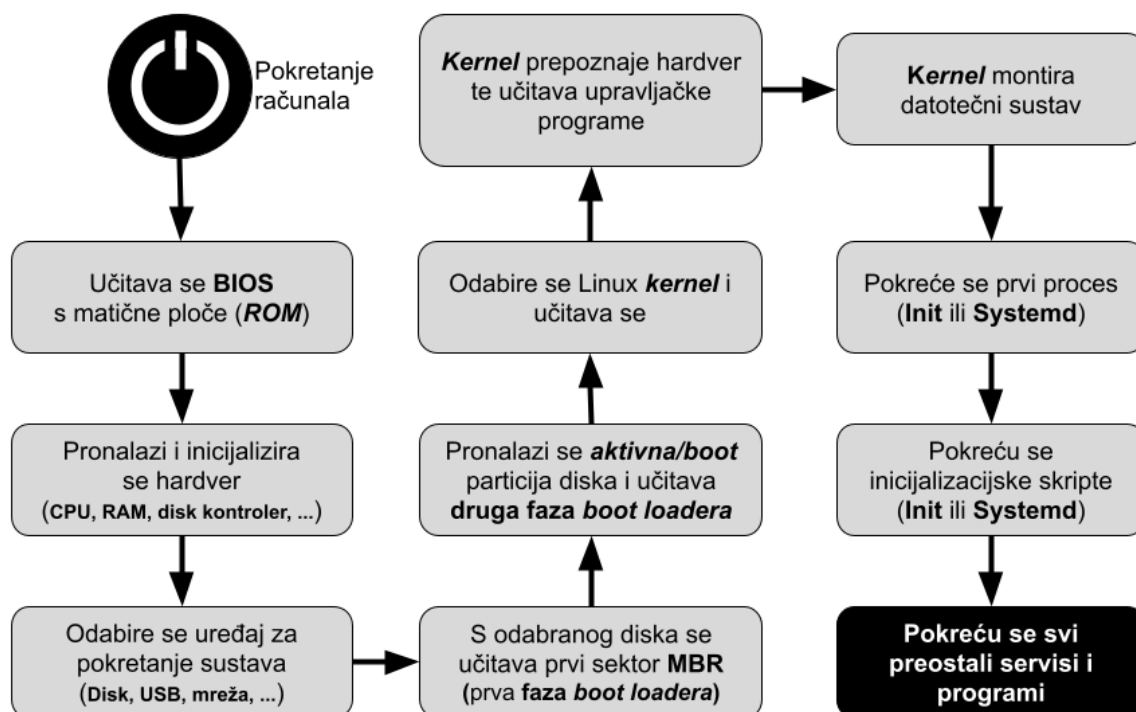 Pokretanje
računala
Učitava se BIOS
s matične ploče (ROM)
Pronalazi i inicijalizira
se hardver
(CPU, RAM, disk kontroler, ...)
Odabire se uređaj za
pokretanje sustava
(Disk, USB, mreža, ...)
S odabranog diska se
učitava prvi sektor MBR
(prva faza boot loadera)
Pronalazi se aktivna/boot
particija diska i učitava
druga faza boot loadera
Odabire se Linux kernel i
učitava se
Kernel prepoznaje hardver
te učitava upravljačke
programe
Kernel montira
datotečni sustav
Pokreće se prvi proces
(Init ili Systemd)
Pokreću se
inicijalizacijske skripte
(Init ili Systemd)
Pokreću se svi
preostali servisi i
programi